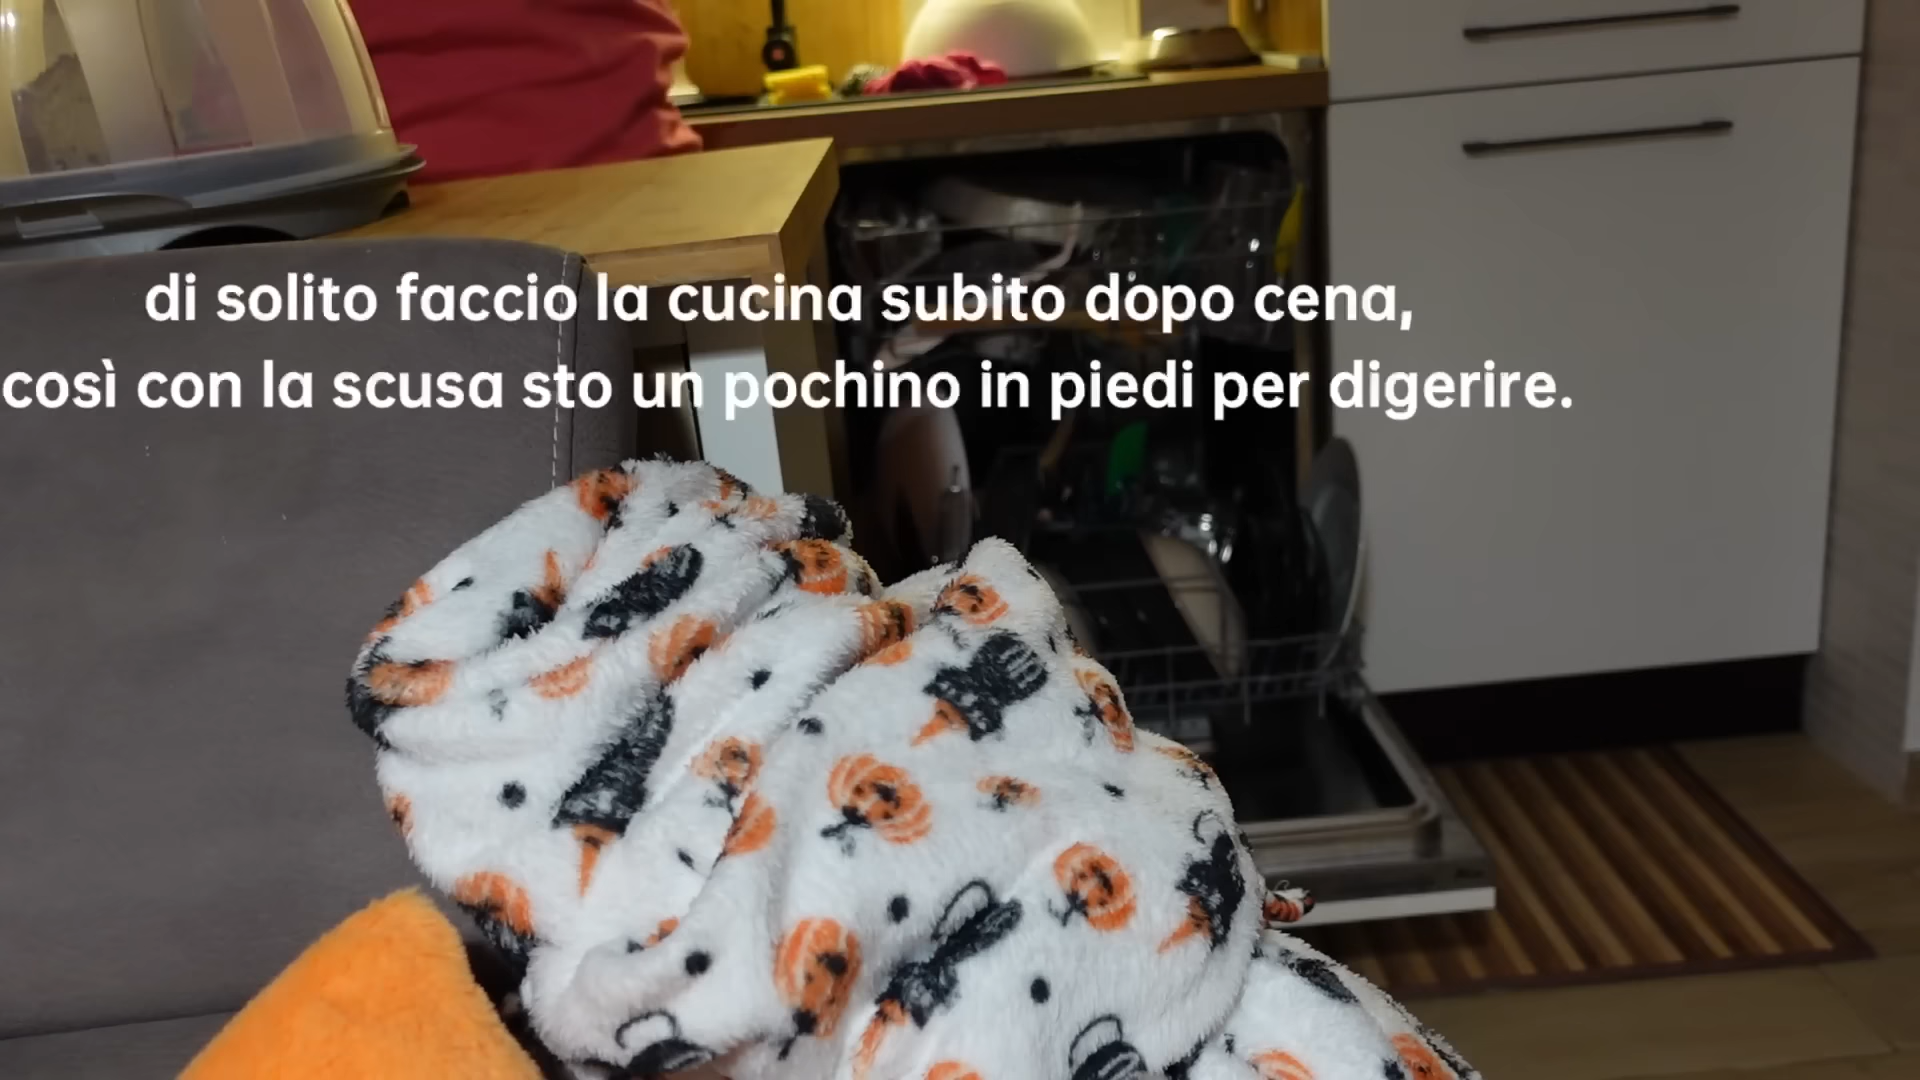 di solito faccio la cucina subito dopo cena,
così con la scusa sto un pochino in piedi per digerire.